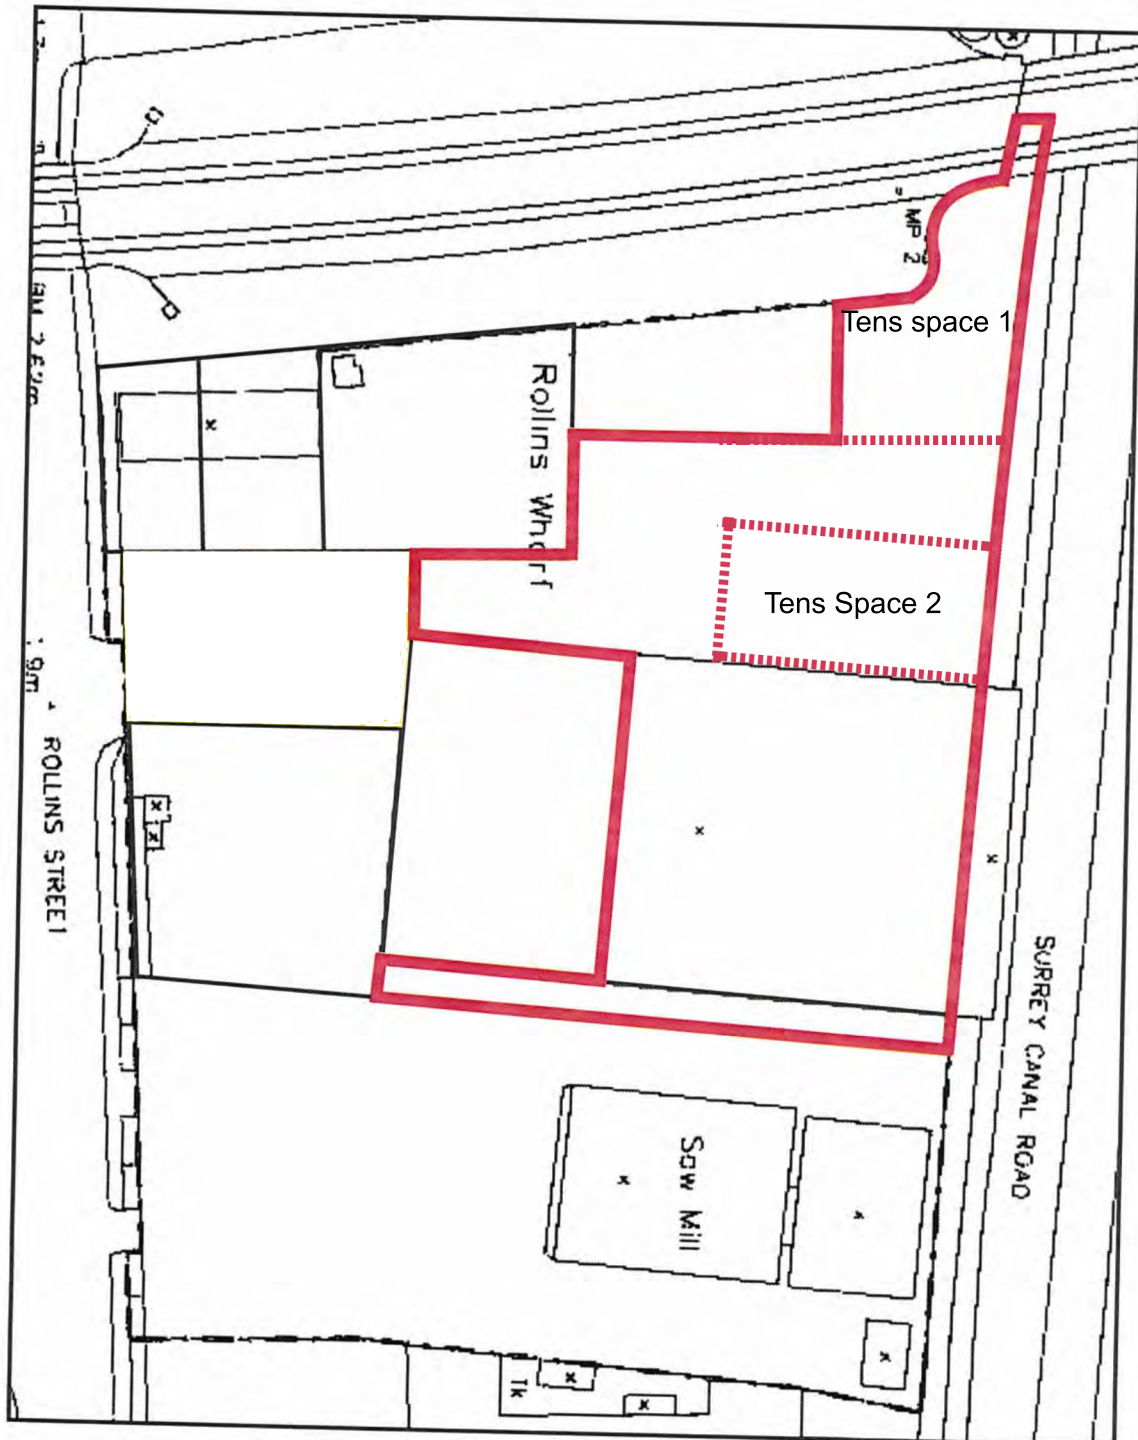 MP 2
Tens space 1
Rollins Wharf
Tens Space 2
ROLLINS STREET
SURREY CANAL ROAD
Saw Mill
Tk